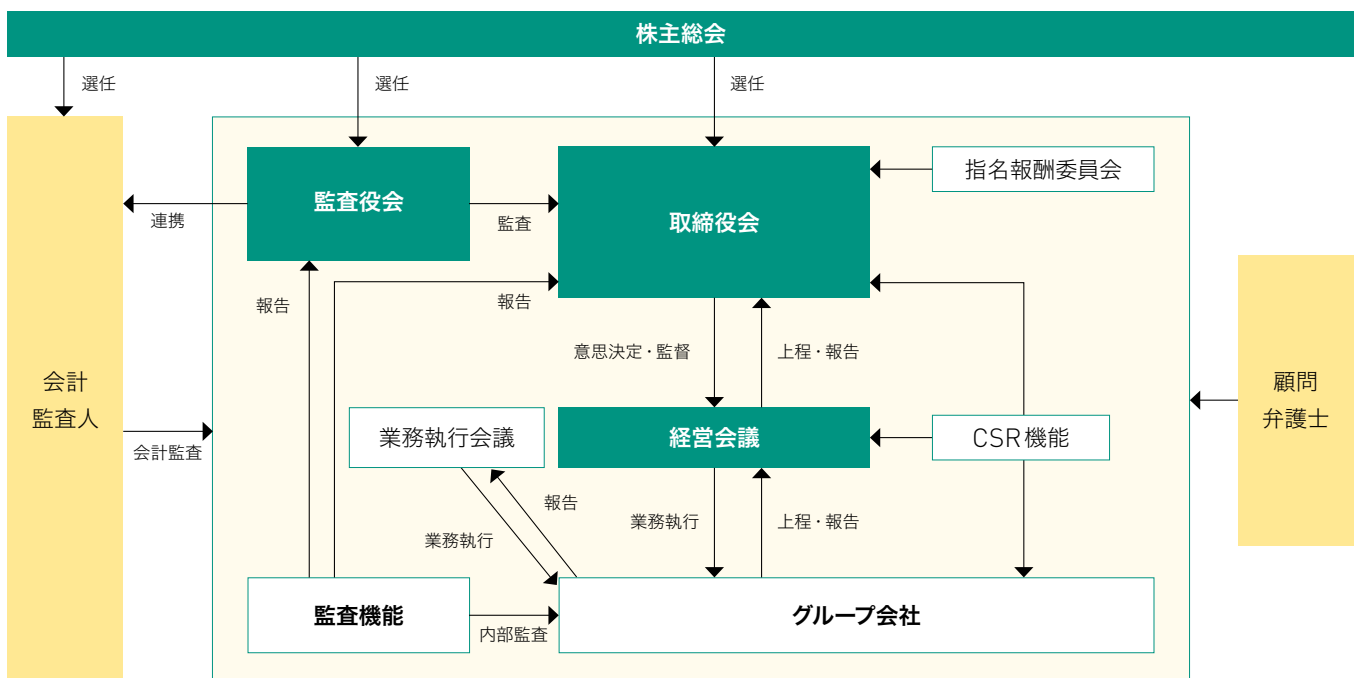 株主総会
選任
選任
選任
指名報酬委員会
監査役会
取締役会
連携
監査
報告
報告
意思決定・監督
上程・報告
会計
監査人
顧問
弁護士
業務執行会議
経営会議
CSR機能
会計監査
報告
業務執行
上程・報告
業務執行
監査機能
グループ会社
内部監査